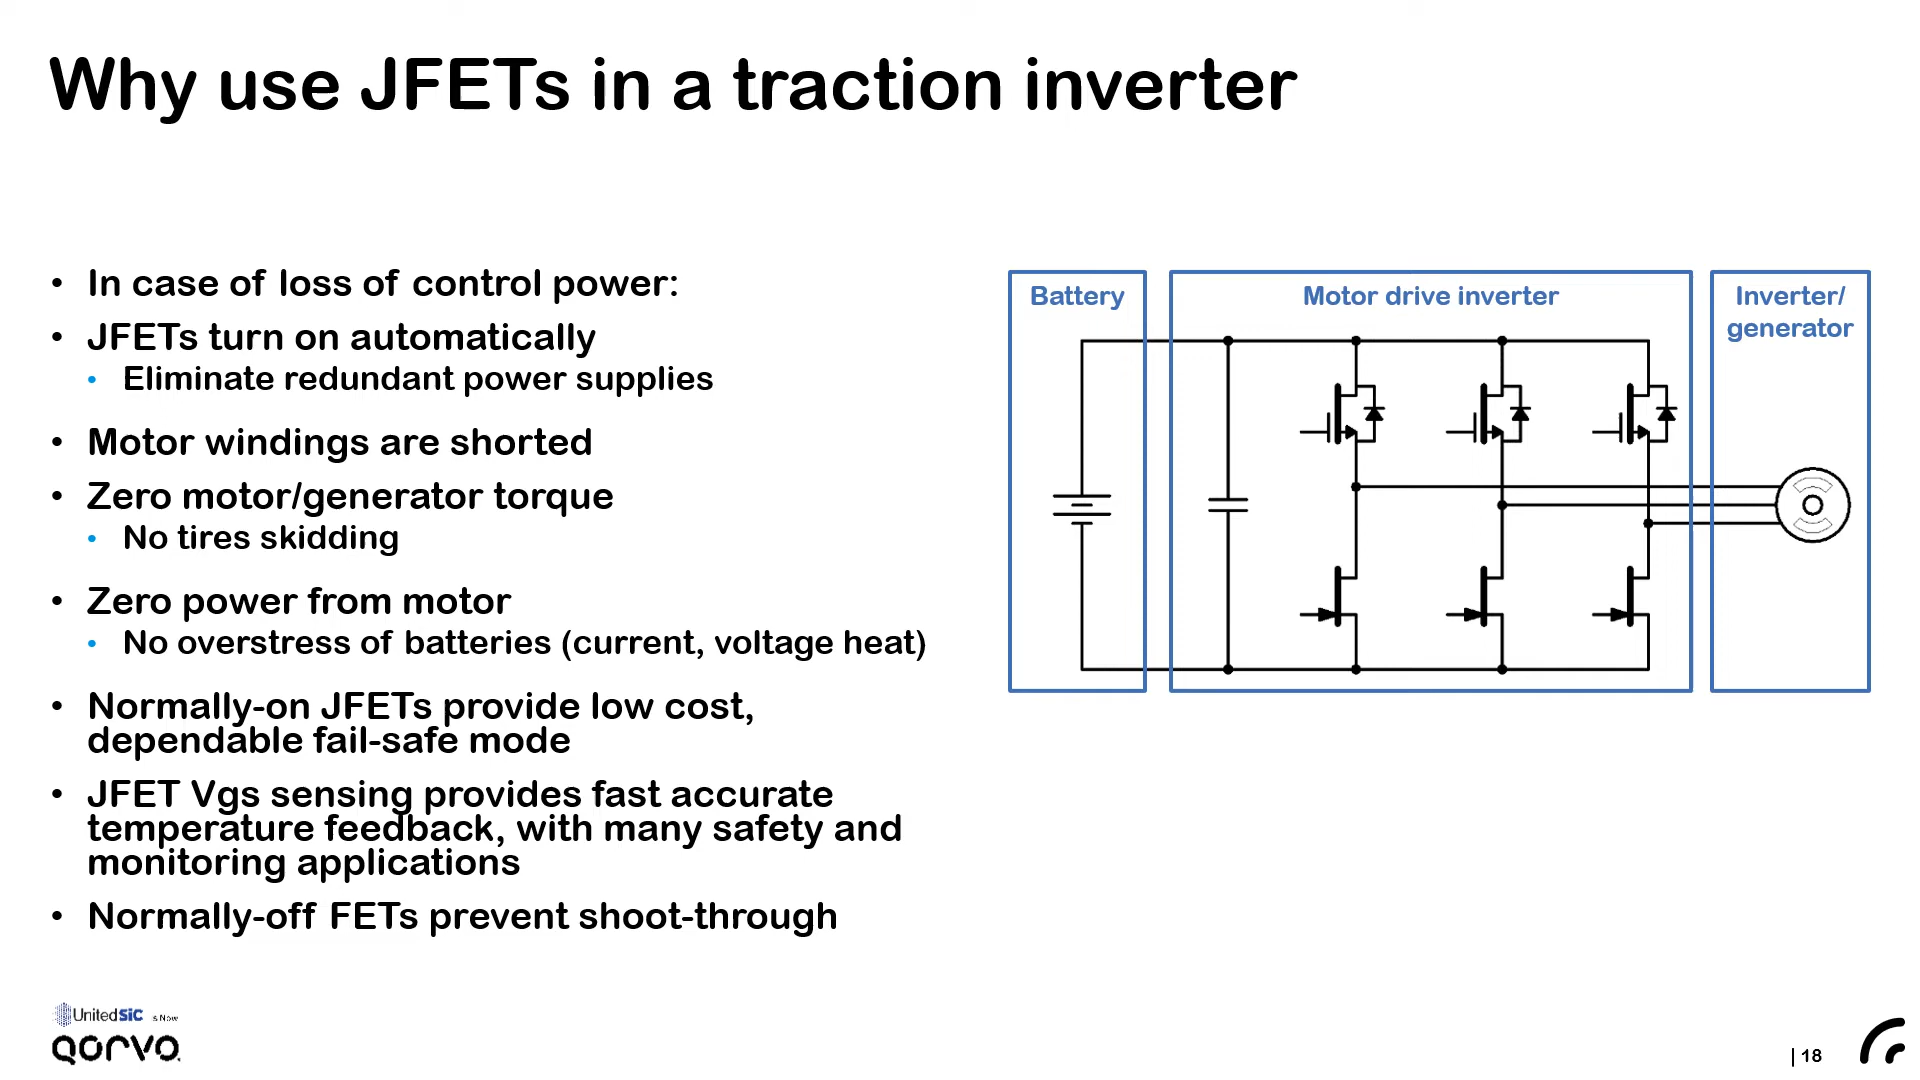 Why use JFETs in a traction inverter
• In case of loss of control power:
• JFETs turn on automatically
• Eliminate redundant power supplies
• Motor windings are shorted
• Zero motor/generator torque
• No tires skidding
• Zero power from motor
• No overstress of batteries (current, voltage heat)
• Normally-on JFETs provide low cost,
dependable fail-safe mode
• JFET Vgs sensing provides fast accurate
temperature feedback, with many safety and
monitoring applications
• Normally-off FETs prevent shoot-through
Battery
Motor drive inverter
Inverter/
generator
UnitedSiC is Now
QORVO
| 18